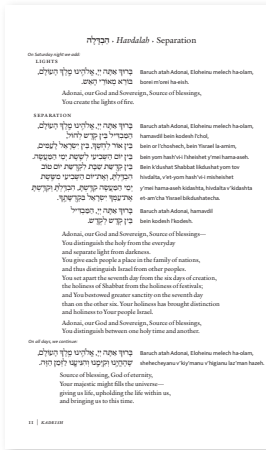 הַבְדָּלָה · Havdalah · Separation
On Saturday night we add:
LIGHTS
בָּרוּךְ אַתָּה יְיָ, אֱלֹהֵינוּ מֶלֶךְ הָעוֹלָם, Baruch atah Adonai, Eloheinu melech ha-olam,
בּוֹרֵא מְאוֹרֵי הָאֵשׁ. borei m'orei ha-eish.
Adonai, our God and Sovereign, Source of blessing,
You create the lights of fire.
SEPARATION
בָּרוּךְ אַתָּה יְיָ, אֱלֹהֵינוּ מֶלֶךְ הָעוֹלָם, Baruch atah Adonai, Eloheinu melech ha-olam,
הַמַּבְדִּיל בֵּין קֹדֶשׁ לְחוֹל, hamavdil bein kodesh l'chol,
בֵּין אוֹר לְחֹשֶׁךְ, בֵּין יִשְׂרָאֵל לָעַמִּים, bein or l'choshech, bein Yisrael la-amim,
בֵּין יוֹם הַשְּׁבִיעִי לְשֵׁשֶׁת יְמֵי הַמַּעֲשֶׂה. bein yom hash'vi-i l'sheishet y'mei hama-aseh.
בֵּין קְדֻשַּׁת שַׁבָּת לִקְדֻשַּׁת יוֹם טוֹב Bein k'dushat Shabbat likdushat yom tov
הִבְדַּלְתָּ, וְאֶת־יוֹם הַשְּׁבִיעִי מִשֵּׁשֶׁת hivdalta, v'et-yom hash'vi-i misheishet
יְמֵי הַמַּעֲשֶׂה קִדַּשְׁתָּ, הִבְדַּלְתָּ וְקִדַּשְׁתָּ y'mei hama-aseh kidashta, hivdalta v'kidashta
אֶת־עַמְּךָ יִשְׂרָאֵל בִּקְדֻשָּׁתֶךָ. et-am'cha Yisrael bikdushatecha.
בָּרוּךְ אַתָּה יְיָ, הַמַּבְדִּיל Baruch atah Adonai, hamavdil
בֵּין קֹדֶשׁ לְקֹדֶשׁ. bein kodesh l'kodesh.
Adonai, our God and Sovereign, Source of blessings—
You distinguish the holy from the everyday
and separate light from darkness.
You give each people a place in the family of nations,
and thus distinguish Israel from other peoples.
You set apart the seventh day from the six days of creation,
the holiness of Shabbat from the holiness of festivals;
and You bestowed greater sanctity on the seventh day
than on the other six. Your holiness has brought distinction
and holiness to Your people Israel.
Adonai, our God and Sovereign, Source of blessings,
You distinguish between one holy time and another.
On all days, we continue:
בָּרוּךְ אַתָּה יְיָ, אֱלֹהֵינוּ מֶלֶךְ הָעוֹלָם, Baruch atah Adonai, Eloheinu melech ha-olam,
שֶׁהֶחֱיָנוּ וְקִיְּמָנוּ וְהִגִּיעָנוּ לַזְּמַן הַזֶּה. shehecheyanu v'kiy'manu v'higianu laz'man hazeh.
Source of blessing, God of eternity,
Your majestic might fills the universe—
giving us life, upholding the life within us,
and bringing us to this time.
KADEISH